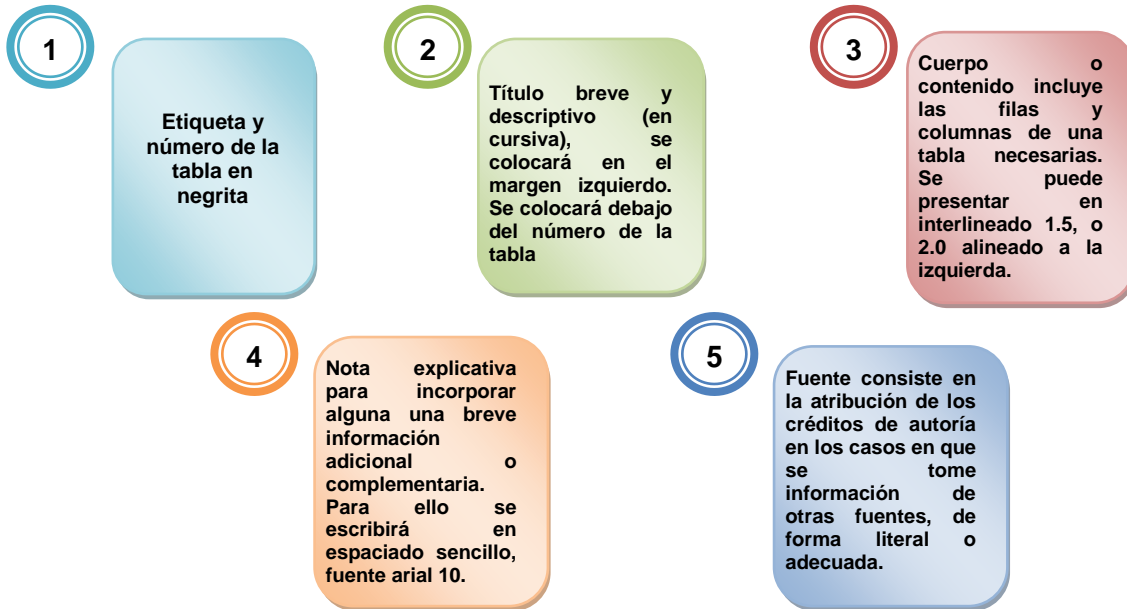 1
Etiqueta y
número de la
tabla en
negrita
2
Título breve y
descriptivo (en
cursiva), se
colocará en el
margen izquierdo.
Se colocará debajo
del número de la
tabla
3
Cuerpo o
contenido incluye
las filas y
columnas de una
tabla necesarias.
Se puede
presentar en
interlineado 1.5, o
2.0 alineado a la
izquierda.
4
Nota explicativa
para incorporar
alguna una breve
información
adicional o
complementaria.
Para ello se
escribirá en
espaciado sencillo,
fuente arial 10.
5
Fuente consiste en
la atribución de los
créditos de autoría
en los casos en que
se tome
información de
otras fuentes, de
forma literal o
adecuada.